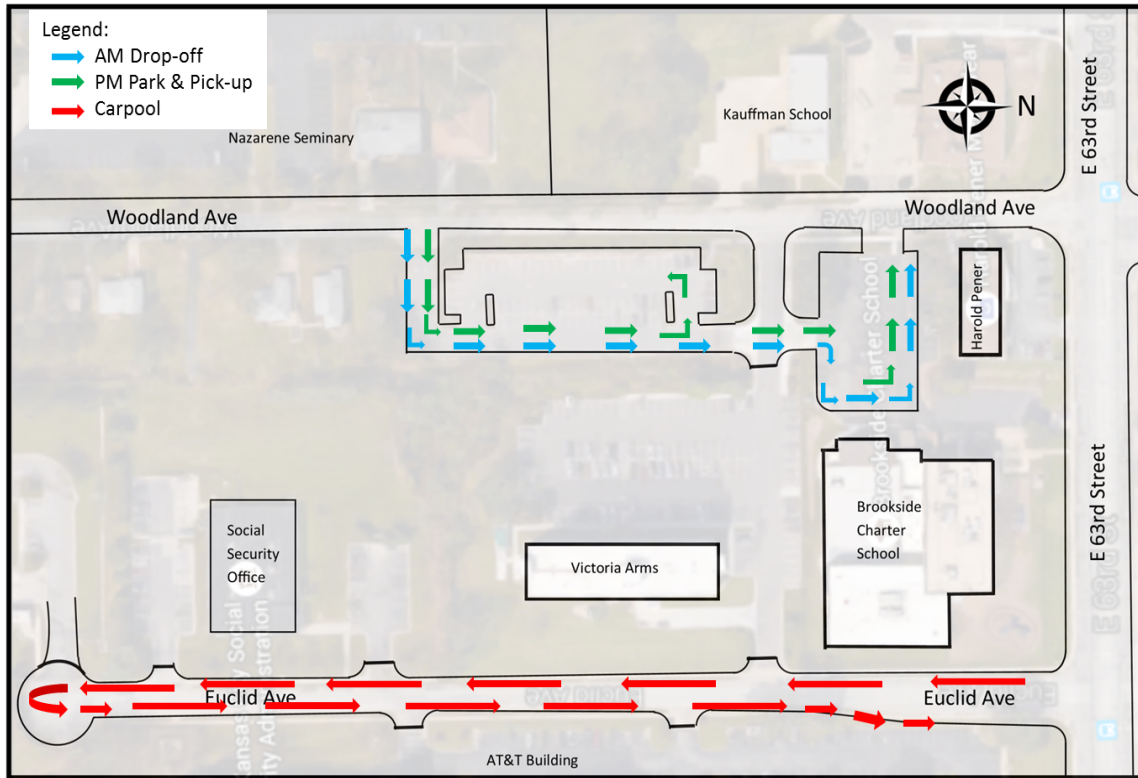 Legend:
AM Drop-off
PM Park & Pick-up
Carpool
Nazarene Seminary
Kauffman School
N
E 63rd Street
Woodland Ave
Woodland Ave
Harold Pener
Brookside Charter School
E 63rd Street
Brookside
Charter
School
Social
Security
Office
Victoria Arms
Euclid Ave
Euclid Ave
AT&T Building